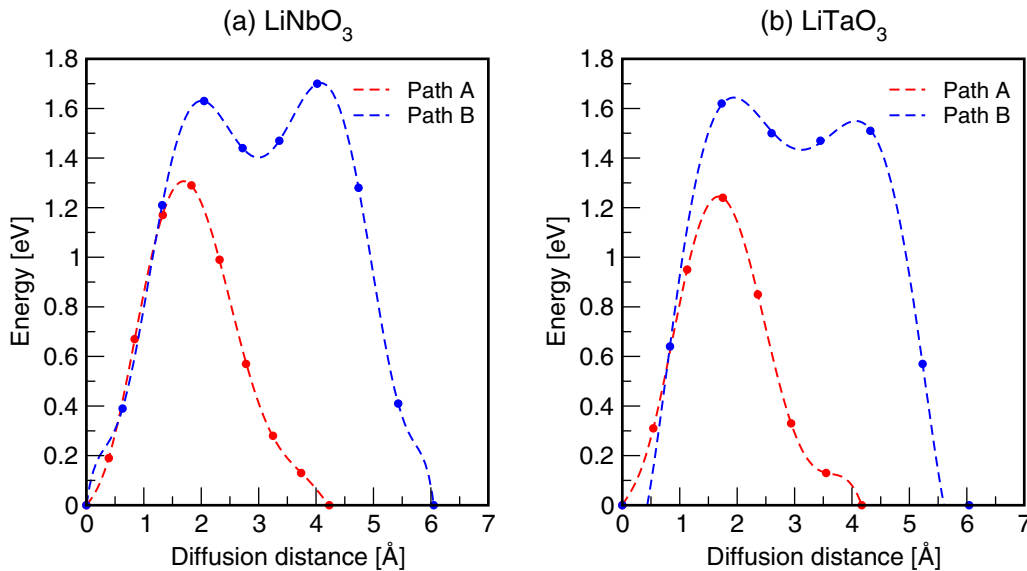 (a) LiNbO3
1.8
1.6
1.4
1.2
1
0.8
0.6
0.4
0.2
0
Energy [eV]
Path A
Path B
0 1 2 3 4 5 6 7
Diffusion distance [Å]
(b) LiTaO3
1.8
1.6
1.4
1.2
1
0.8
0.6
0.4
0.2
0
Energy [eV]
Path A
Path B
0 1 2 3 4 5 6 7
Diffusion distance [Å]